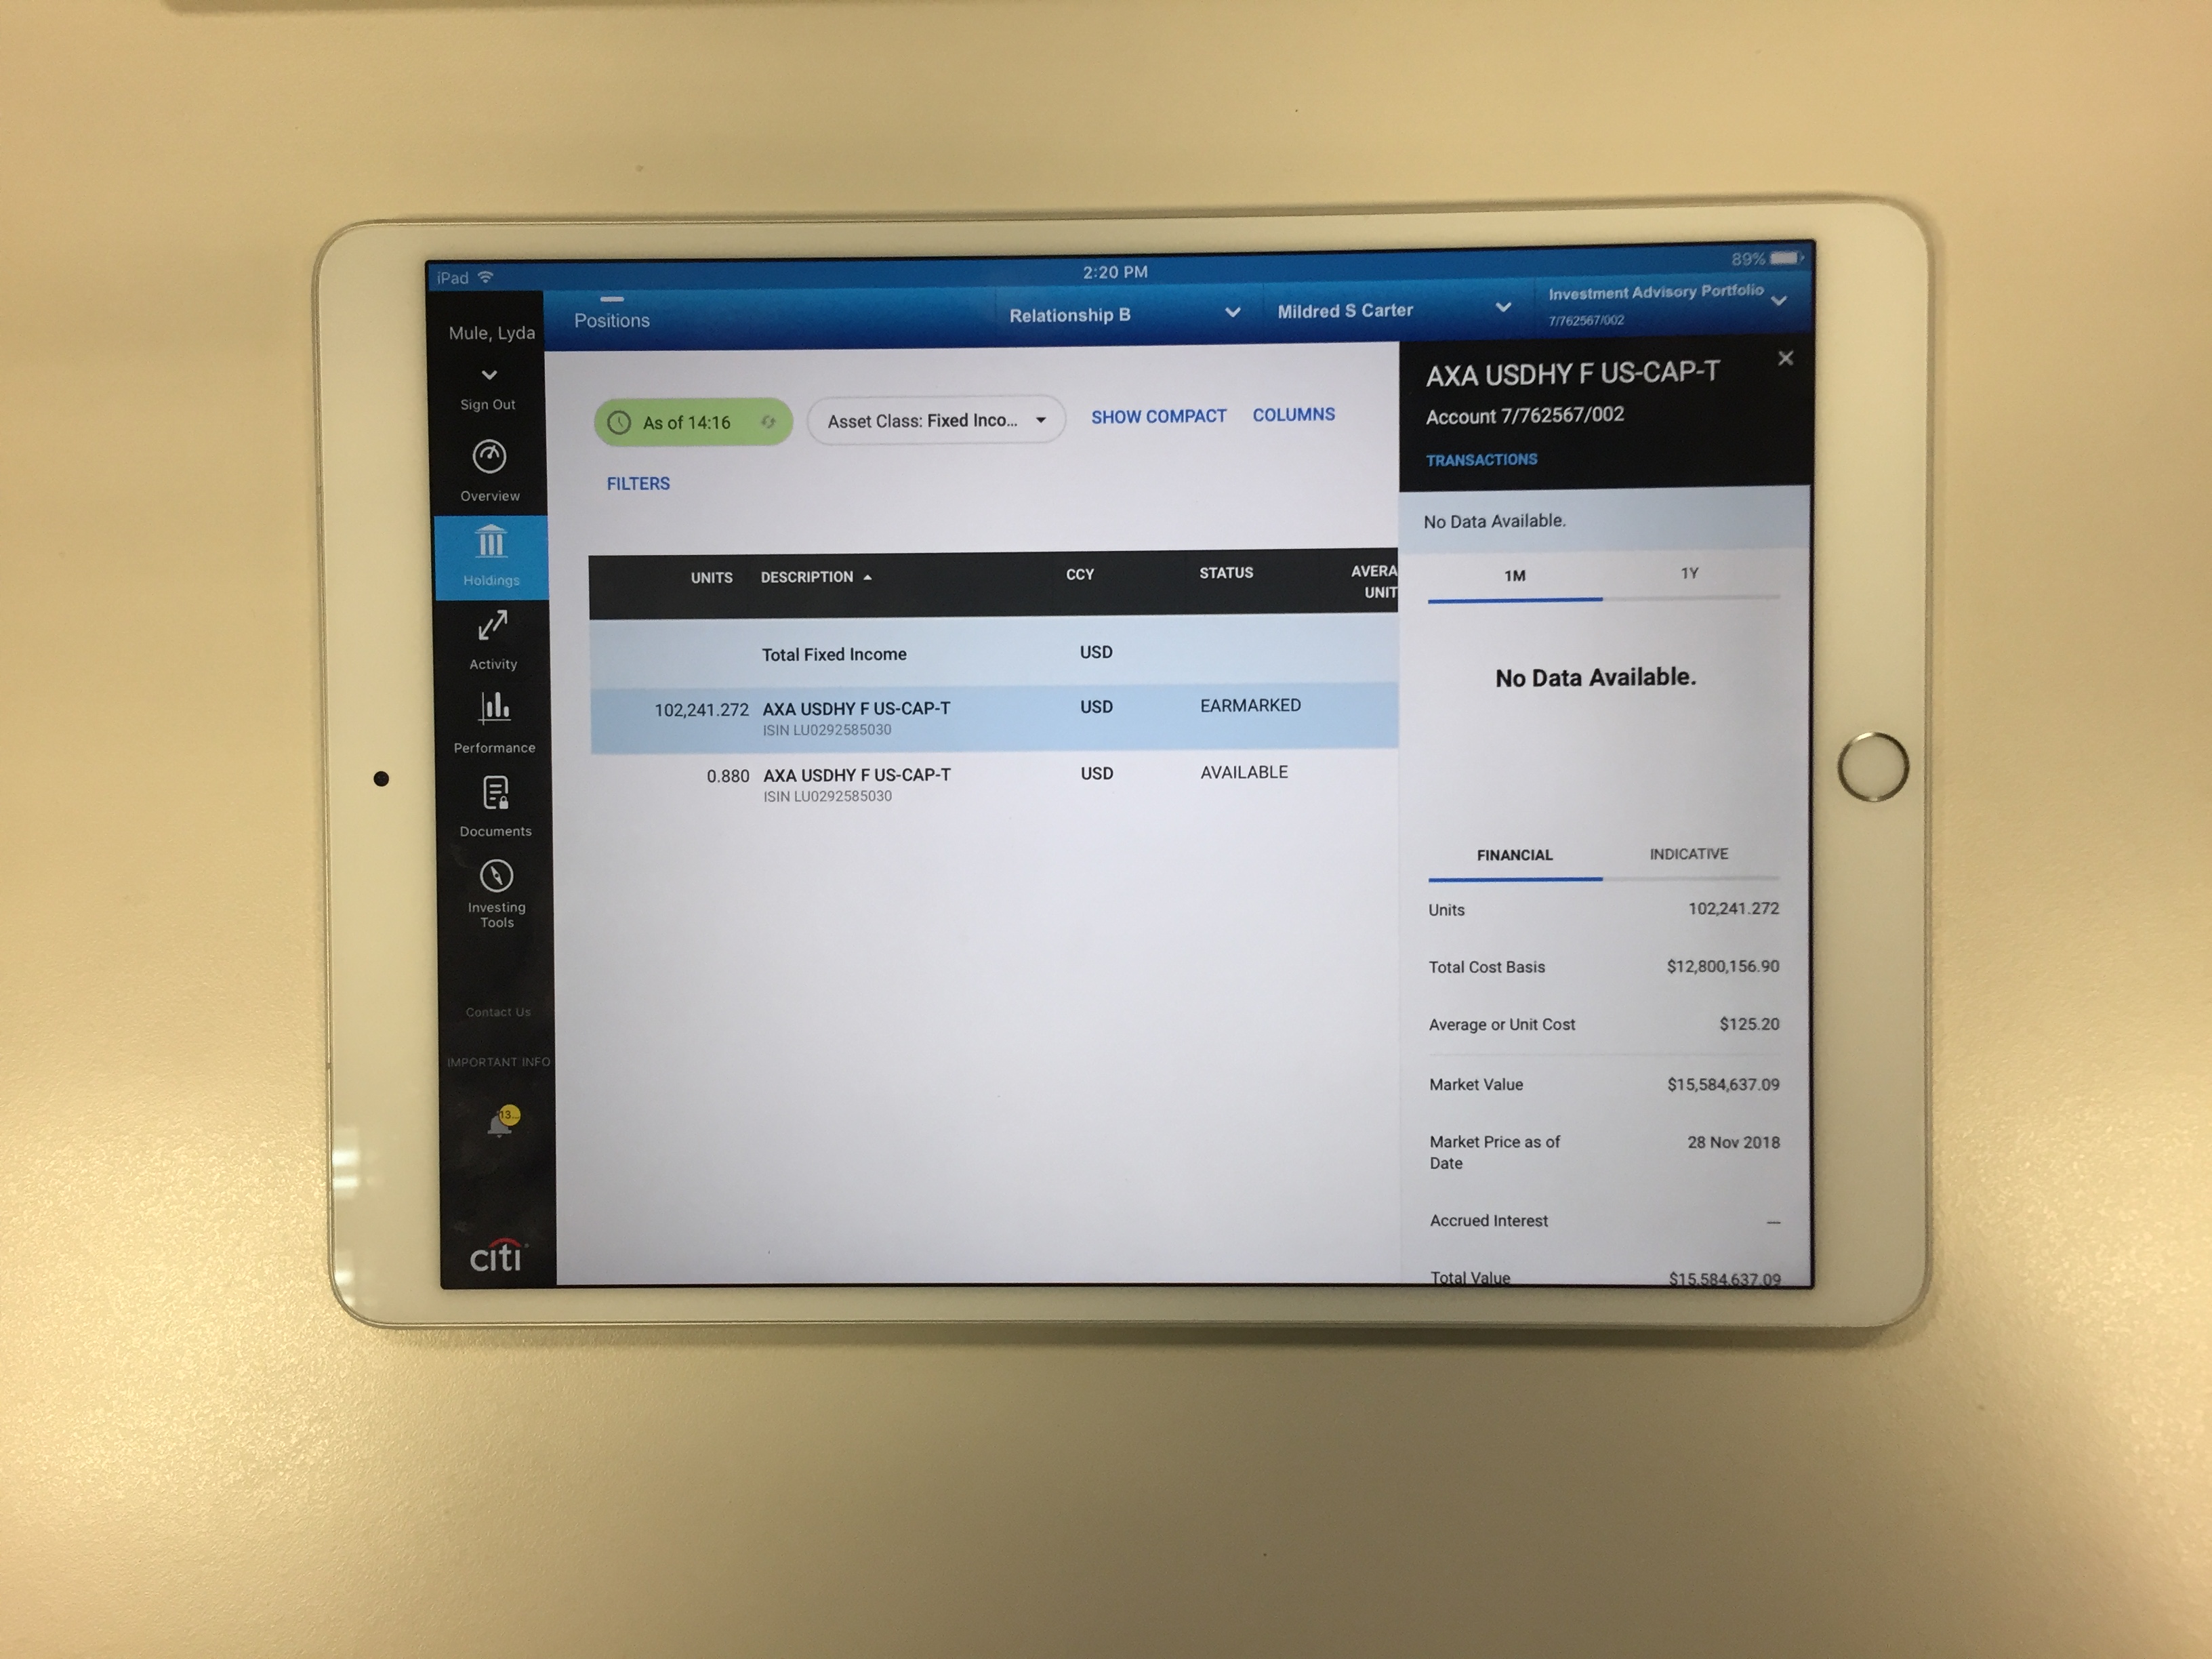 iPad 2:20 PM 89%
Mule, Lyda
Sign Out
Overview
Holdings
Activity
Performance
Documents
Investing
Tools
Contact Us
IMPORTANT INFO
13...
citi
Positions
Relationship B
Mildred S Carter
Investment Advisory Portfolio
7/762567/002
As of 14:16
Asset Class: Fixed Inco...
SHOW COMPACT
COLUMNS
FILTERS
UNITS DESCRIPTION CCY STATUS AVERA
UNIT
Total Fixed Income USD
102,241.272 AXA USDHY F US-CAP-T USD EARMARKED
ISIN LU0292585030
0.880 AXA USDHY F US-CAP-T USD AVAILABLE
ISIN LU0292585030
AXA USDHY F US-CAP-T
Account 7/762567/002
TRANSACTIONS
No Data Available.
1M 1Y
No Data Available.
FINANCIAL INDICATIVE
Units 102,241.272
Total Cost Basis $12,800,156.90
Average or Unit Cost $125.20
Market Value $15,584,637.09
Market Price as of 28 Nov 2018
Date
Accrued Interest —
Total Value $15,584,637.09